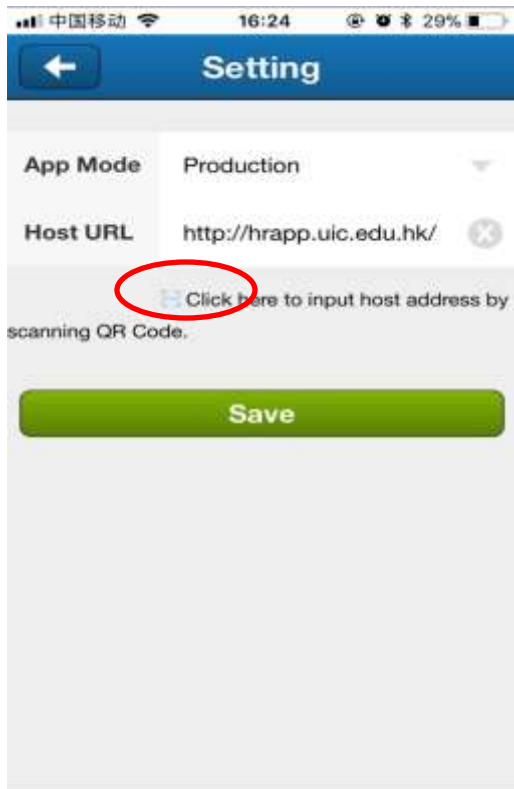 中国移动 16:24 29%
Setting
App Mode Production
Host URL http://hrapp.uic.edu.hk/
Click here to input host address by
scanning QR Code.
Save